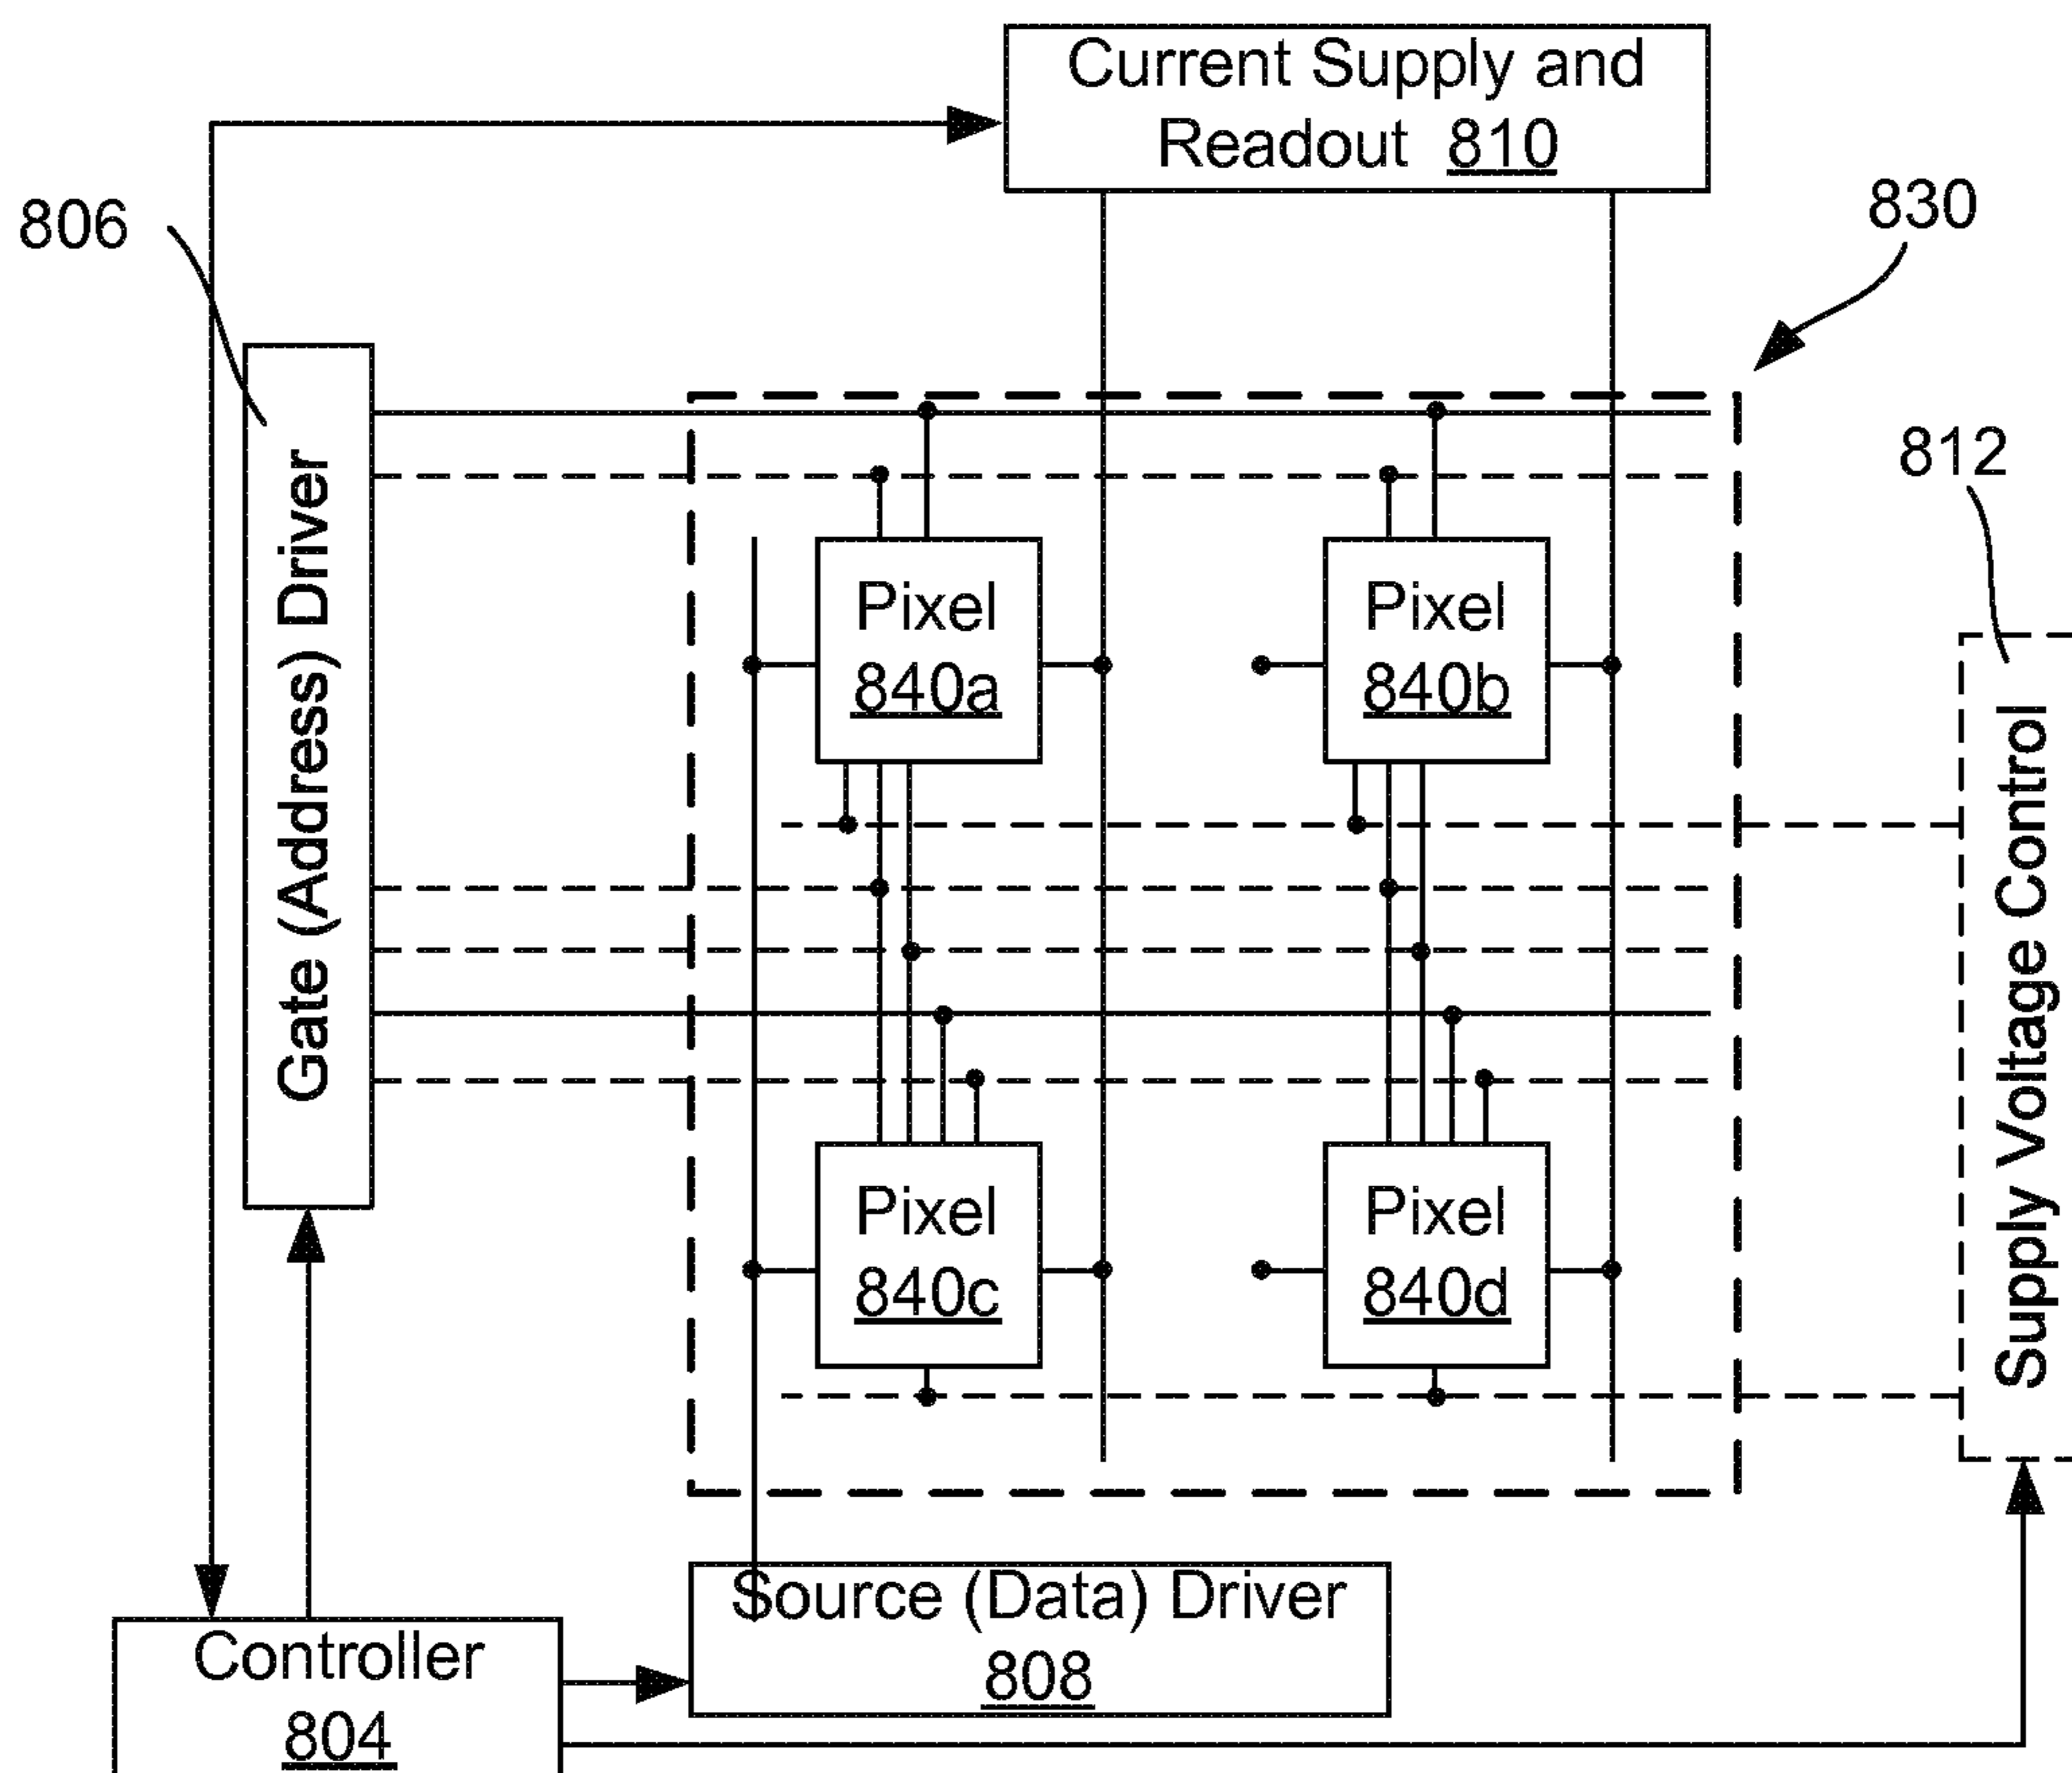 Current Supply and
Readout 810
806
830
812
Gate (Address) Driver
Pixel
840a
Pixel
840b
Supply Voltage Control
Pixel
840c
Pixel
840d
Source (Data) Driver
808
Controller
804